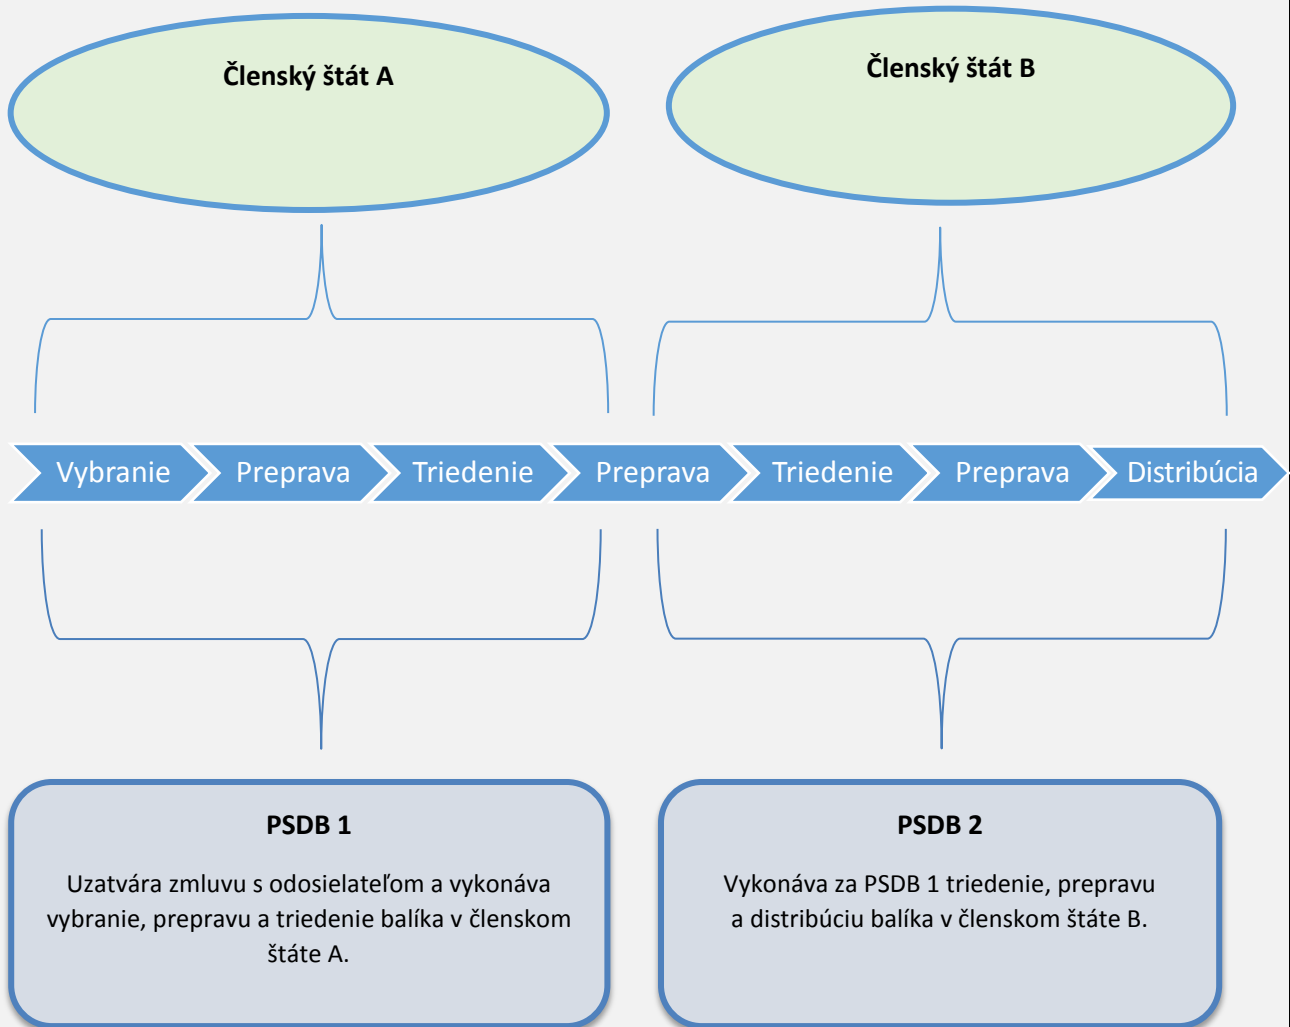 Členský štát A
Členský štát B
Vybranie
Preprava
Triedenie
Preprava
Triedenie
Preprava
Distribúcia
PSDB 1
Uzatvára zmluvu s odosielateľom a vykonáva
vybranie, prepravu a triedenie balíka v členskom
štáte A.
PSDB 2
Vykonáva za PSDB 1 triedenie, prepravu
a distribúciu balíka v členskom štáte B.